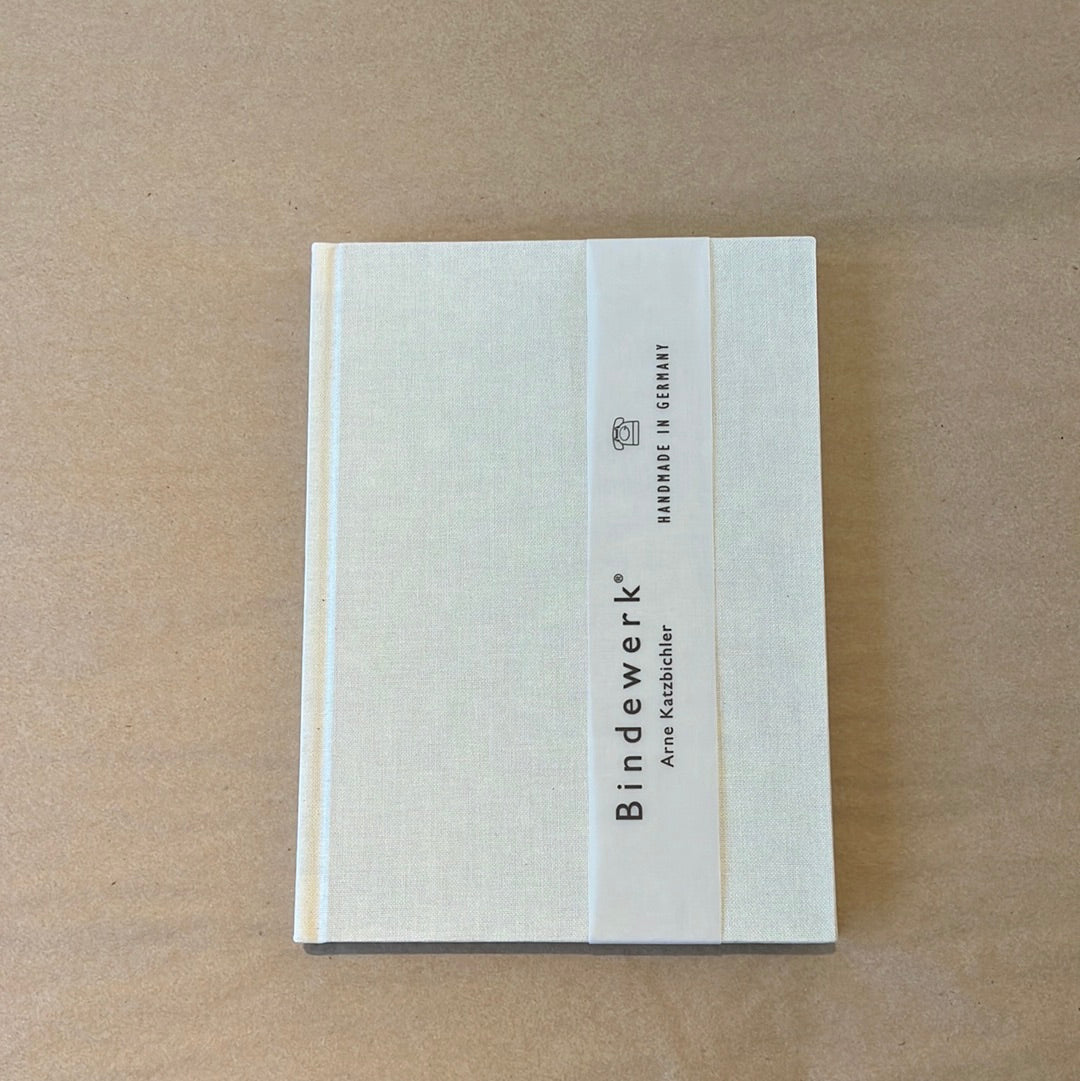 Bindewerk®
Arne Katzbichler
HANDMADE IN GERMANY